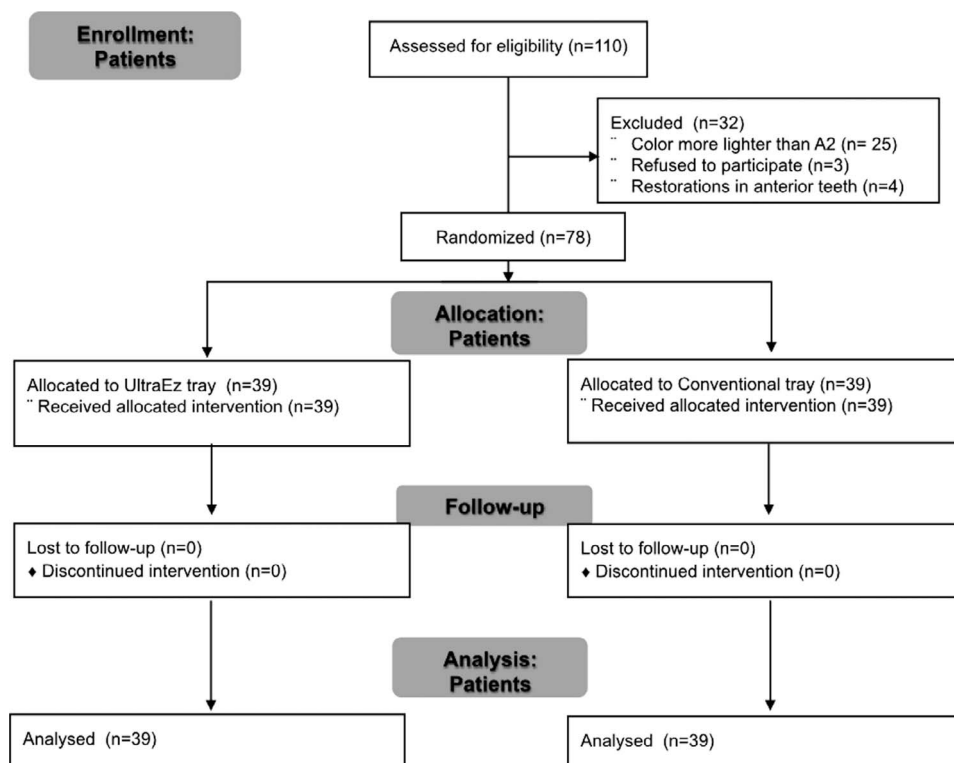 Enrollment:
Patients
Assessed for eligibility (n=110)
Excluded (n=32)
¨ Color more lighter than A2 (n= 25)
¨ Refused to participate (n=3)
¨ Restorations in anterior teeth (n=4)
Randomized (n=78)
Allocation:
Patients
Allocated to UltraEz tray (n=39)
¨ Received allocated intervention (n=39)
Allocated to Conventional tray (n=39)
¨ Received allocated intervention (n=39)
Follow-up
Lost to follow-up (n=0)
♦ Discontinued intervention (n=0)
Lost to follow-up (n=0)
♦ Discontinued intervention (n=0)
Analysis:
Patients
Analysed (n=39)
Analysed (n=39)